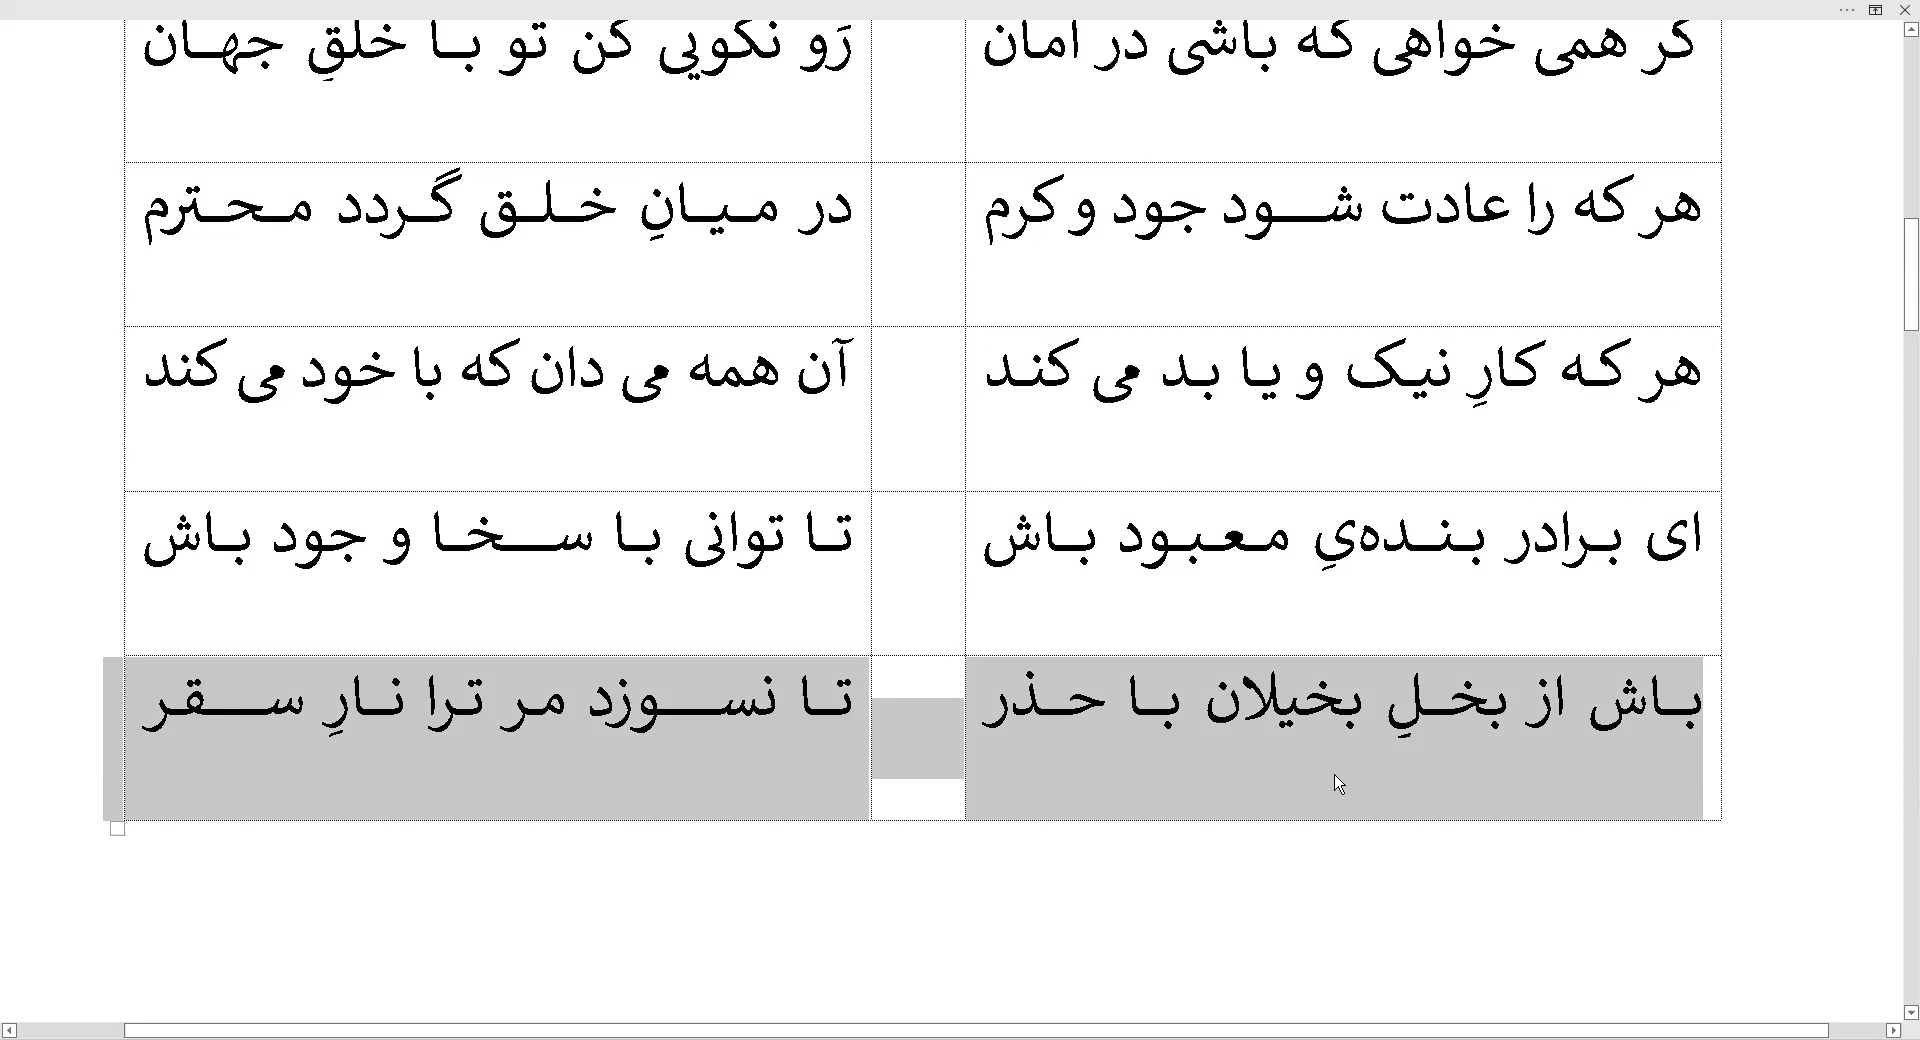 گر همی خواهی که باشی در امان رَو نکویی کن تو با خلقِ جهان
هر که را عادت شود جود و کرم در میانِ خلق گردد محترم
هر که کارِ نیک و یا بد می کند آن همه می دان که با خود می کند
ای برادر بنده‌یِ معبود باش تا توانی با سخا و جود باش
باش از بخلِ بخیلان با حذر تا نسوزد مر ترا نارِ سقر